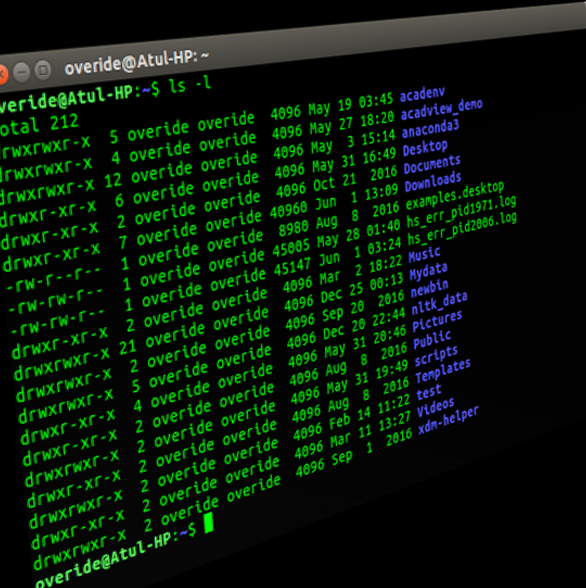 overide@Atul-HP: ~
overide@Atul-HP:~$ ls -l
total 212
drwxrwxr-x 5 overide overide 4096 May 19 03:45 acadenv
drwxrwxr-x 4 overide overide 4096 May 27 18:20 acadview_demo
drwxrwxr-x 12 overide overide 4096 May 3 15:14 anaconda3
drwxr-xr-x 6 overide overide 4096 May 31 16:49 Desktop
drwxr-xr-x 2 overide overide 4096 Oct 21 2016 Documents
drwxr-xr-x 7 overide overide 40960 Jun 1 13:09 Downloads
-rw-r--r-- 1 overide overide 8980 Aug 8 2016 examples.desktop
-rw-rw-r-- 1 overide overide 45005 May 28 01:40 hs_err_pid1971.log
-rw-rw-r-- 1 overide overide 45147 Jun 1 03:24 hs_err_pid2006.log
drwxr-xr-x 2 overide overide 4096 Mar 2 18:22 Music
drwxrwxr-x 21 overide overide 4096 Dec 25 00:13 Mydata
drwxrwxr-x 2 overide overide 4096 Sep 20 2016 newbin
drwxrwxr-x 5 overide overide 4096 Dec 20 22:44 nltk_data
drwxr-xr-x 4 overide overide 4096 May 31 20:46 Pictures
drwxr-xr-x 2 overide overide 4096 Aug 8 2016 Public
drwxrwxr-x 2 overide overide 4096 May 31 19:49 scripts
drwxr-xr-x 2 overide overide 4096 Aug 8 2016 Templates
drwxrwxr-x 2 overide overide 4096 Feb 14 11:22 test
drwxr-xr-x 2 overide overide 4096 Mar 11 13:27 Videos
drwxrwxr-x 2 overide overide 4096 Sep 1 2016 xdm-helper
overide@Atul-HP:~$